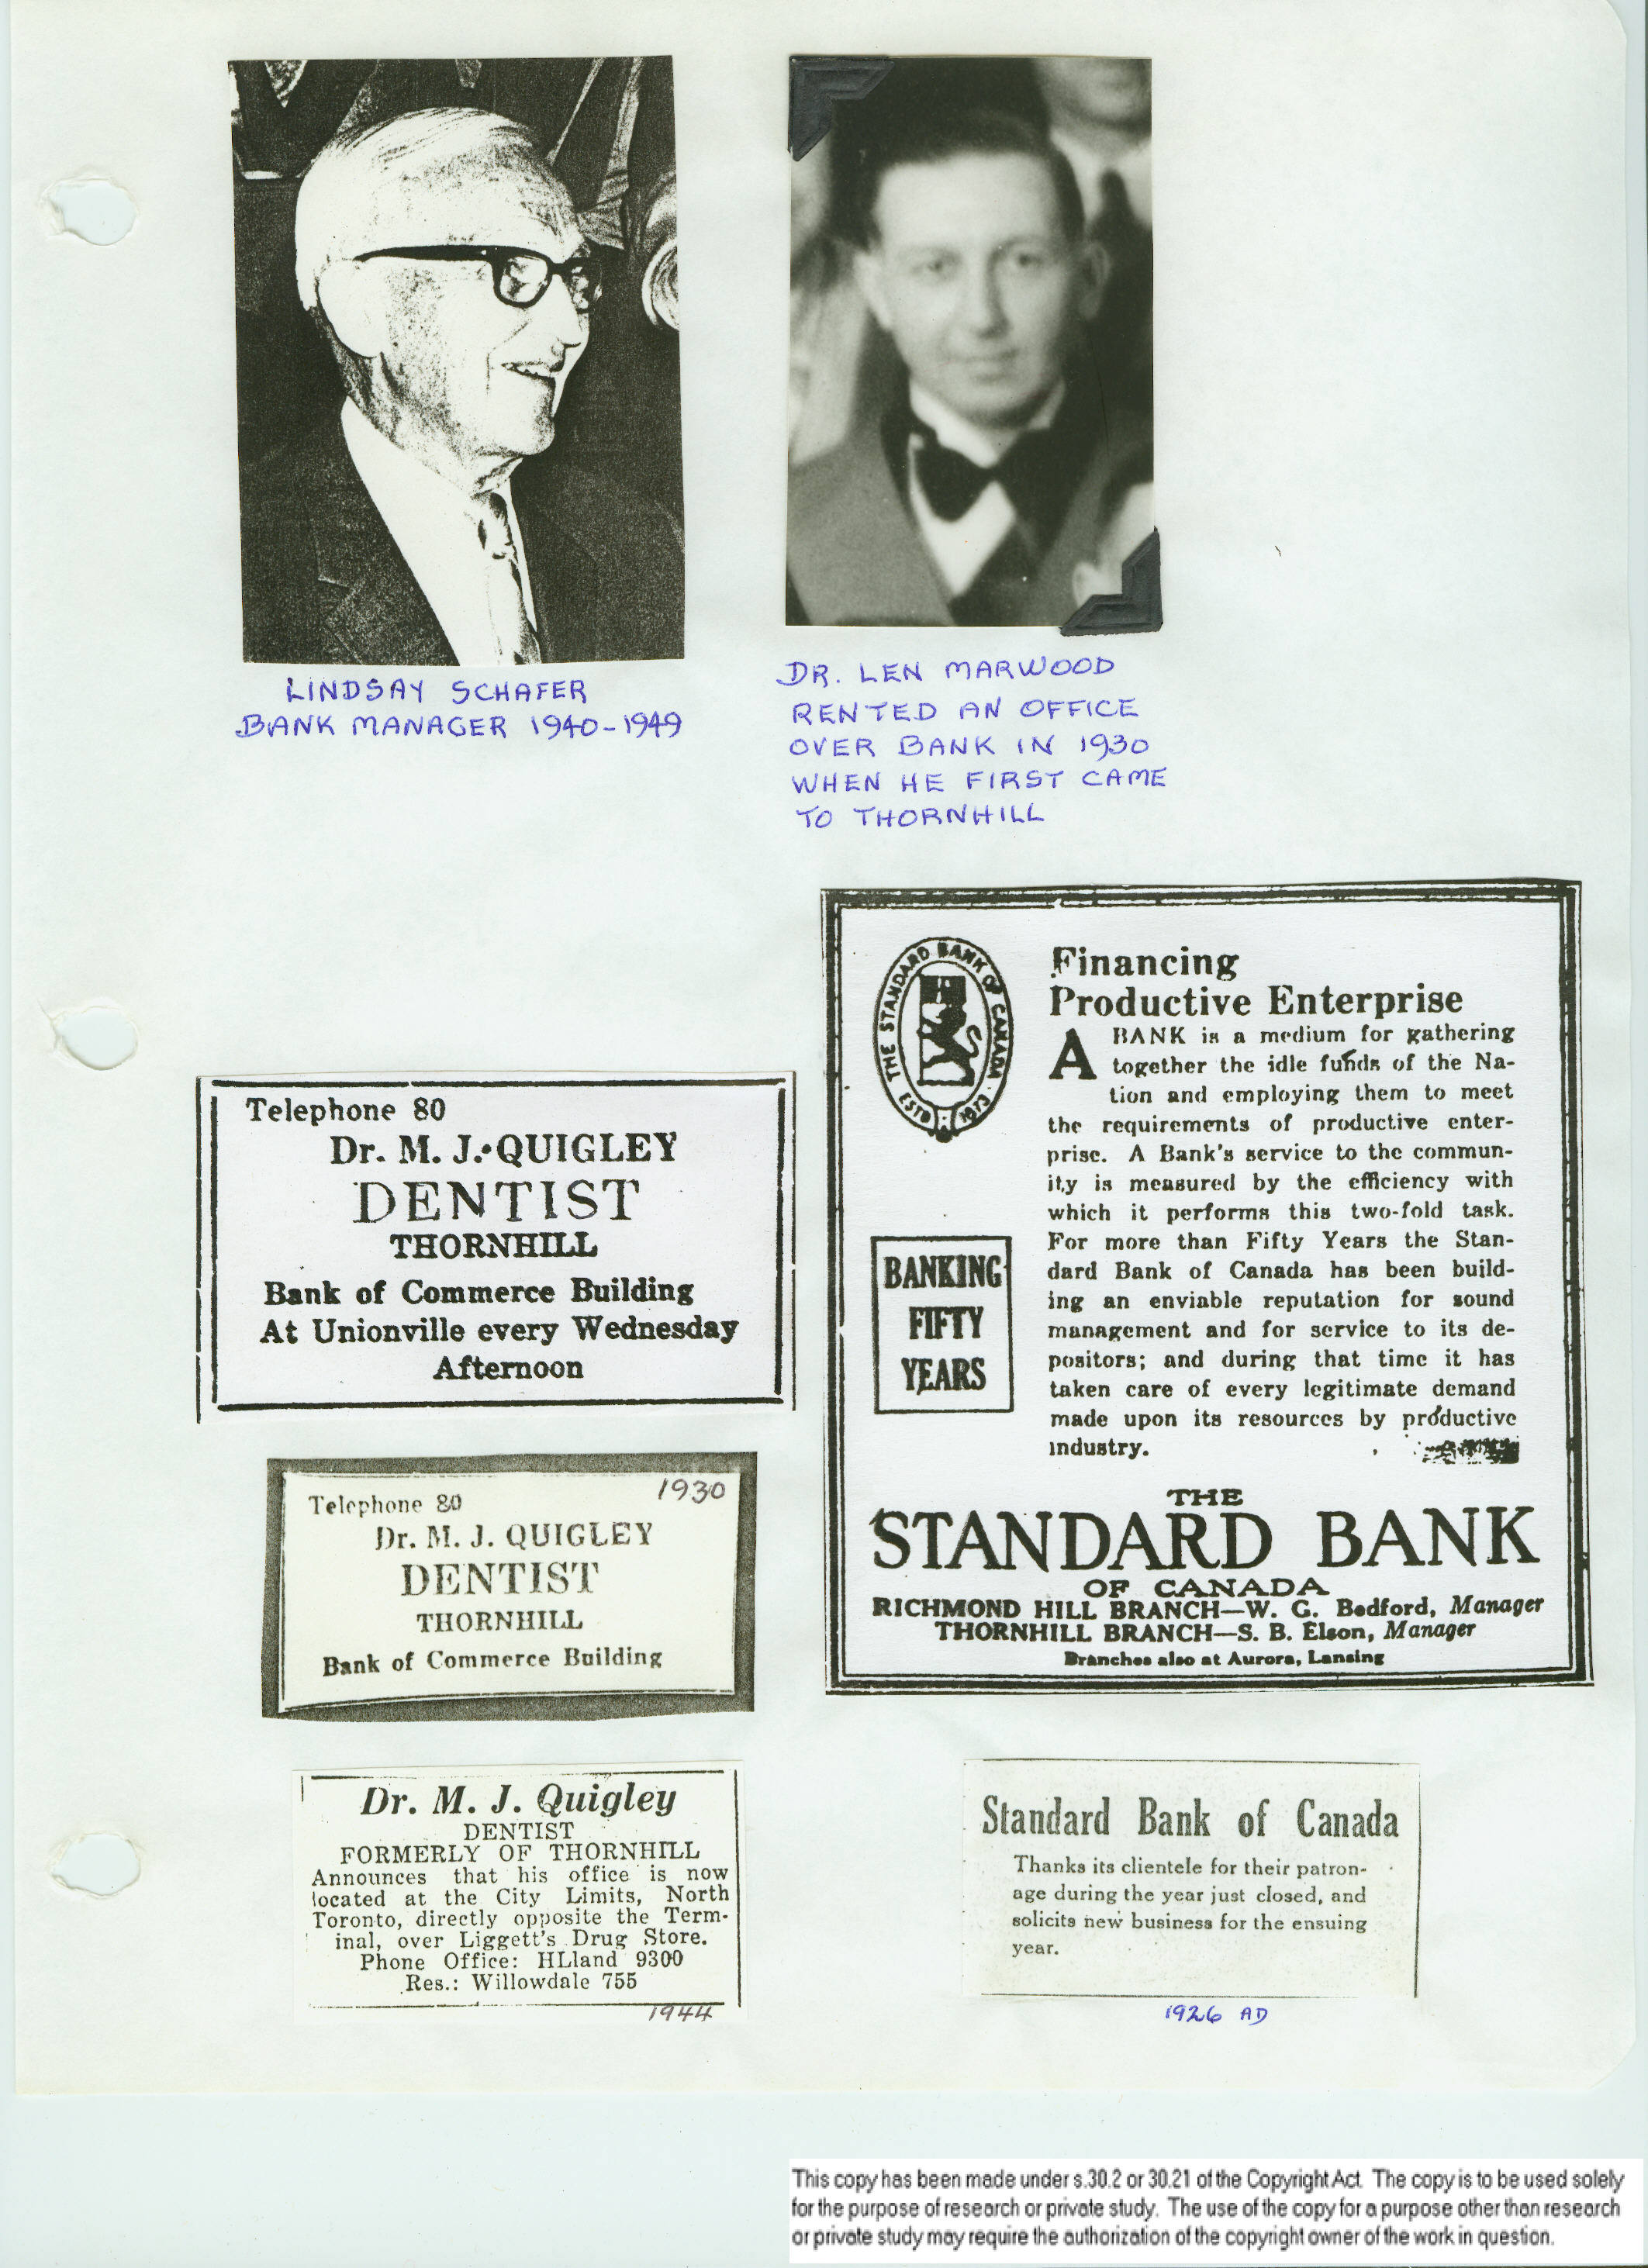 LINDSAY SCHAFER
BANK MANAGER 1940-1949
DR. LEN MARWOOD
RENTED AN OFFICE
OVER BANK IN 1930
WHEN HE FIRST CAME
TO THORNHILL
Telephone 80
Dr. M. J. QUIGLEY
DENTIST
THORNHILL
Bank of Commerce Building
At Unionville every Wednesday
Afternoon
1930
Telephone 80
Dr. M. J. QUIGLEY
DENTIST
THORNHILL
Bank of Commerce Building
Dr. M. J. Quigley
DENTIST
FORMERLY OF THORNHILL
Announces that his office is now
located at the City Limits, North
Toronto, directly opposite the Term-
inal, over Liggett's Drug Store.
Phone Office: HLland 9300
Res.: Willowdale 755
1944
THE STANDARD BANK OF CANADA
ESTD 1873
Financing
Productive Enterprise
A BANK is a medium for gathering
together the idle funds of the Na-
tion and employing them to meet
the requirements of productive enter-
prise. A Bank's service to the commun-
ity is measured by the efficiency with
which it performs this two-fold task.
For more than Fifty Years the Stan-
dard Bank of Canada has been build-
ing an enviable reputation for sound
management and for service to its de-
positors; and during that time it has
taken care of every legitimate demand
made upon its resources by productive
industry.
BANKING
FIFTY
YEARS
THE
STANDARD BANK
OF CANADA
RICHMOND HILL BRANCH—W. G. Bedford, Manager
THORNHILL BRANCH—S. B. Elson, Manager
Branches also at Aurora, Lansing
Standard Bank of Canada
Thanks its clientele for their patron-
age during the year just closed, and
solicits new business for the ensuing
year.
1926 AD
This copy has been made under s.30.2 or 30.21 of the Copyright Act. The copy is to be used solely
for the purpose of research or private study. The use of the copy for a purpose other than research
or private study may require the authorization of the copyright owner of the work in question.